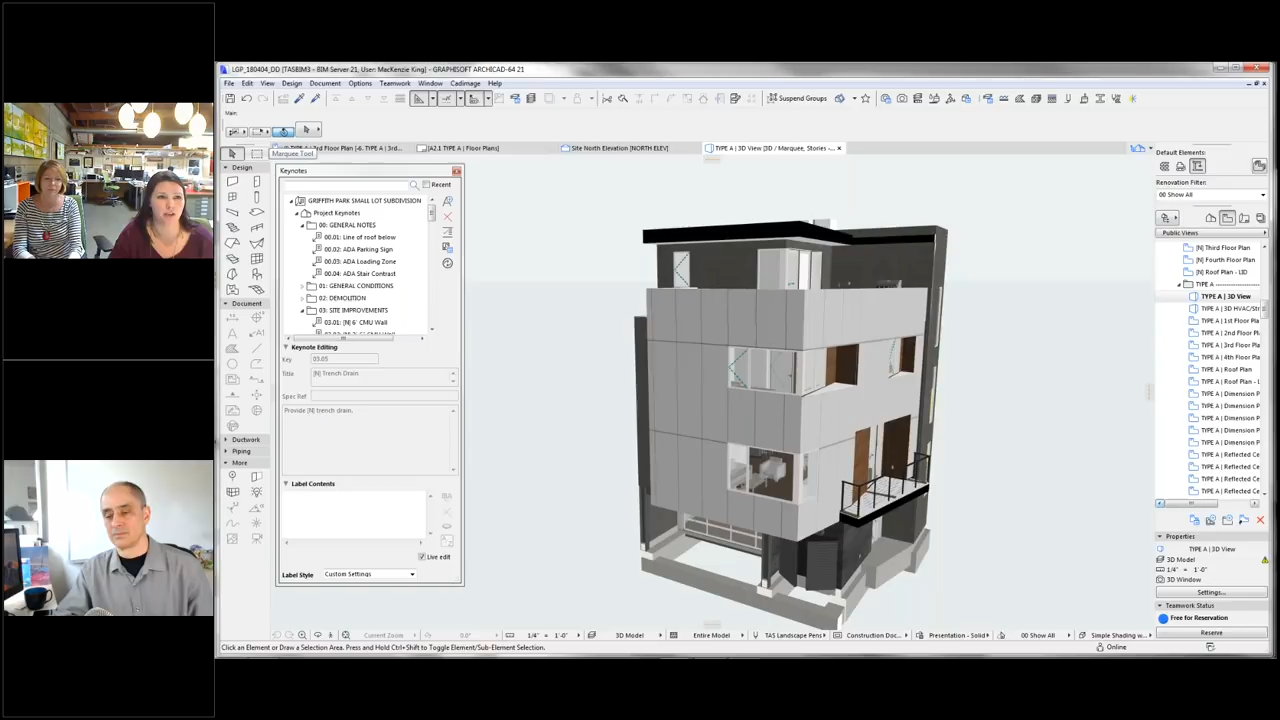 LGP_180404_DD [TASBIM3 - BIM Server 21, User: MacKenzie King] - GRAPHISOFT ARCHICAD-64 21
File Edit View Design Document Options Teamwork Window Cadimage Help
Suspend Groups
Main:
3rd Floor Plan [-6. TYPE A | 3rd...
[A2.1 TYPE A | Floor Plans]
Site North Elevation [NORTH ELEV]
TYPE A | 3D View [3D / Marquee, Stories -...
Marquee Tool
Design
Document
Ductwork
Piping
More
Keynotes
Recent
GRIFFITH PARK SMALL LOT SUBDIVISION
Project Keynotes
00: GENERAL NOTES
00.01: Line of roof below
00.02: ADA Parking Sign
00.03: ADA Loading Zone
00.04: ADA Stair Contrast
01: GENERAL CONDITIONS
02: DEMOLITION
03: SITE IMPROVEMENTS
03.01: [N] 6' CMU Wall
Keynote Editing
Key 03.05
Title [N] Trench Drain
Spec Ref
Provide [N] trench drain.
Label Contents
Live edit
Label Style Custom Settings
Default Elements:
Renovation Filter:
00 Show All
Public Views
[N] Third Floor Plan
[N] Fourth Floor Plan
[N] Roof Plan - LID
TYPE A
TYPE A | 3D View
TYPE A | 3D HVAC/Str
TYPE A | 1st Floor Pla
TYPE A | 2nd Floor Pl
TYPE A | 3rd Floor Pla
TYPE A | 4th Floor Pla
TYPE A | Roof Plan
TYPE A | Roof Plan - L
TYPE A | Dimension P
TYPE A | Dimension P
TYPE A | Dimension P
TYPE A | Dimension P
TYPE A | Reflected Ce
TYPE A | Reflected Ce
TYPE A | Reflected Ce
TYPE A | Reflected Ce
Properties
TYPE A | 3D View
3D Model
1/4" = 1'-0"
3D Window
Settings...
Teamwork Status
Free for Reservation
Reserve
Current Zoom 0.0° 1/4" = 1'-0" 3D Model Entire Model TAS Landscape Pens Construction Doc... Presentation - Solid 00 Show All Simple Shading w...
Click an Element or Draw a Selection Area. Press and Hold Ctrl+Shift to Toggle Element/Sub-Element Selection.
Online